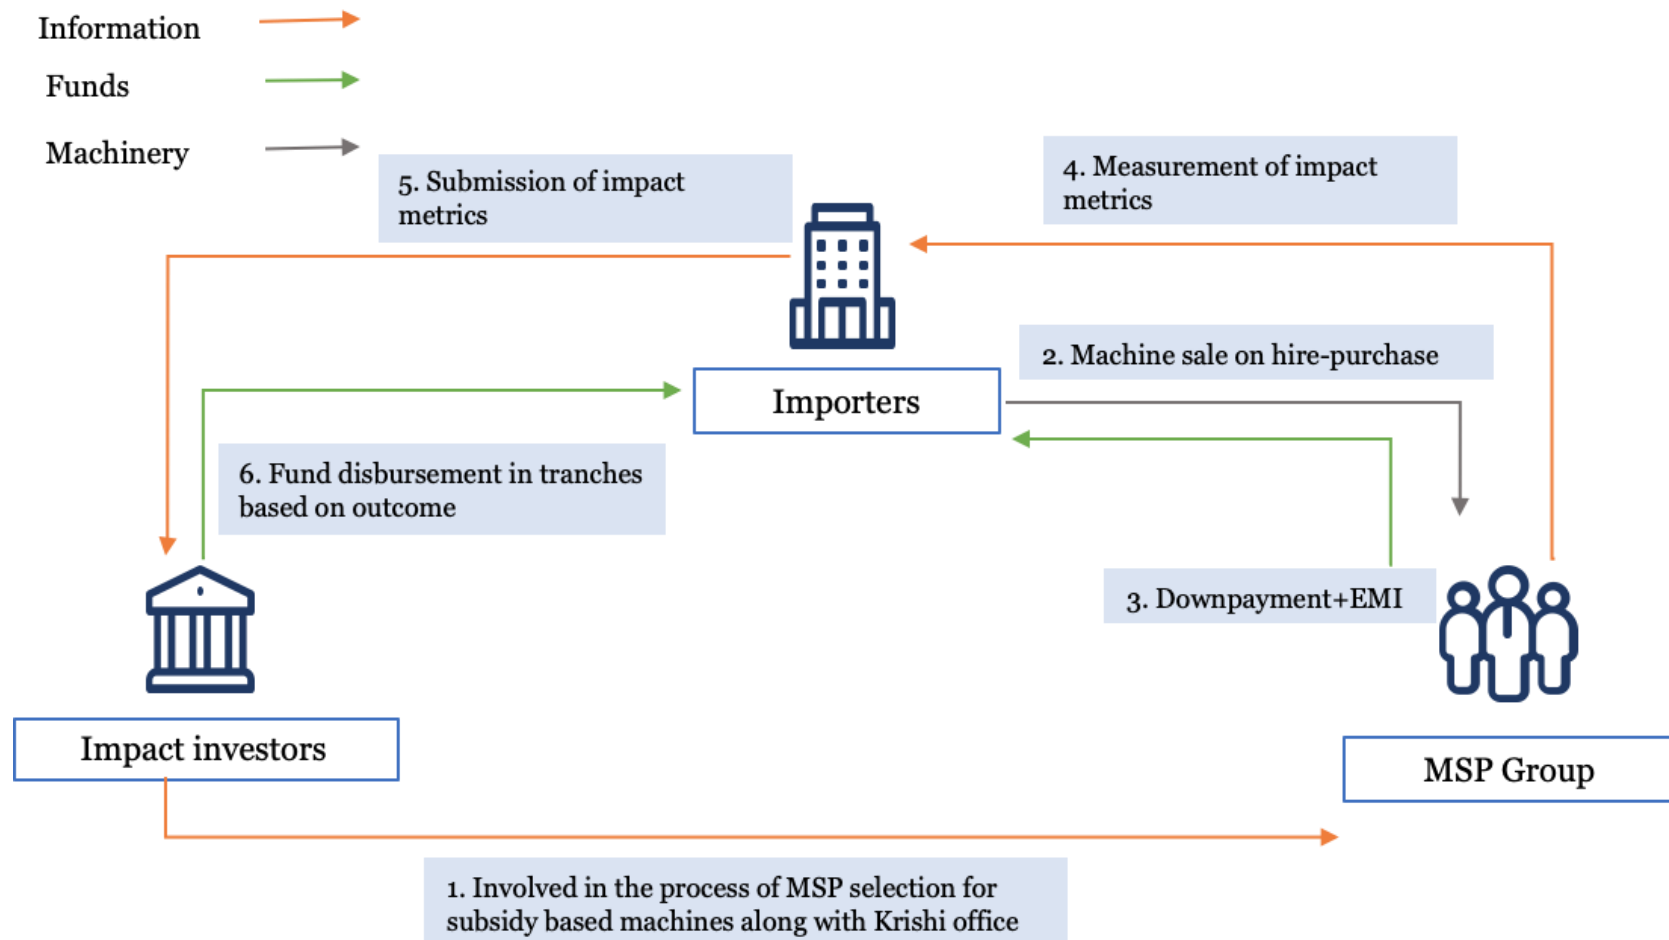 Information
Funds
Machinery
5. Submission of impact
metrics
4. Measurement of impact
metrics
2. Machine sale on hire-purchase
Importers
6. Fund disbursement in tranches
based on outcome
3. Downpayment+EMI
Impact investors
MSP Group
1. Involved in the process of MSP selection for
subsidy based machines along with Krishi office